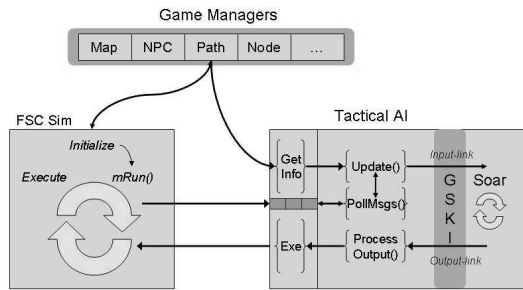 Game Managers
Map NPC Path Node ...
FSC Sim
Tactical AI
Initialize
Execute mRun()
Get Info
Update()
Input-link
GSKI
Soar
PollMsgs()
Exe
Process Output()
Output-link